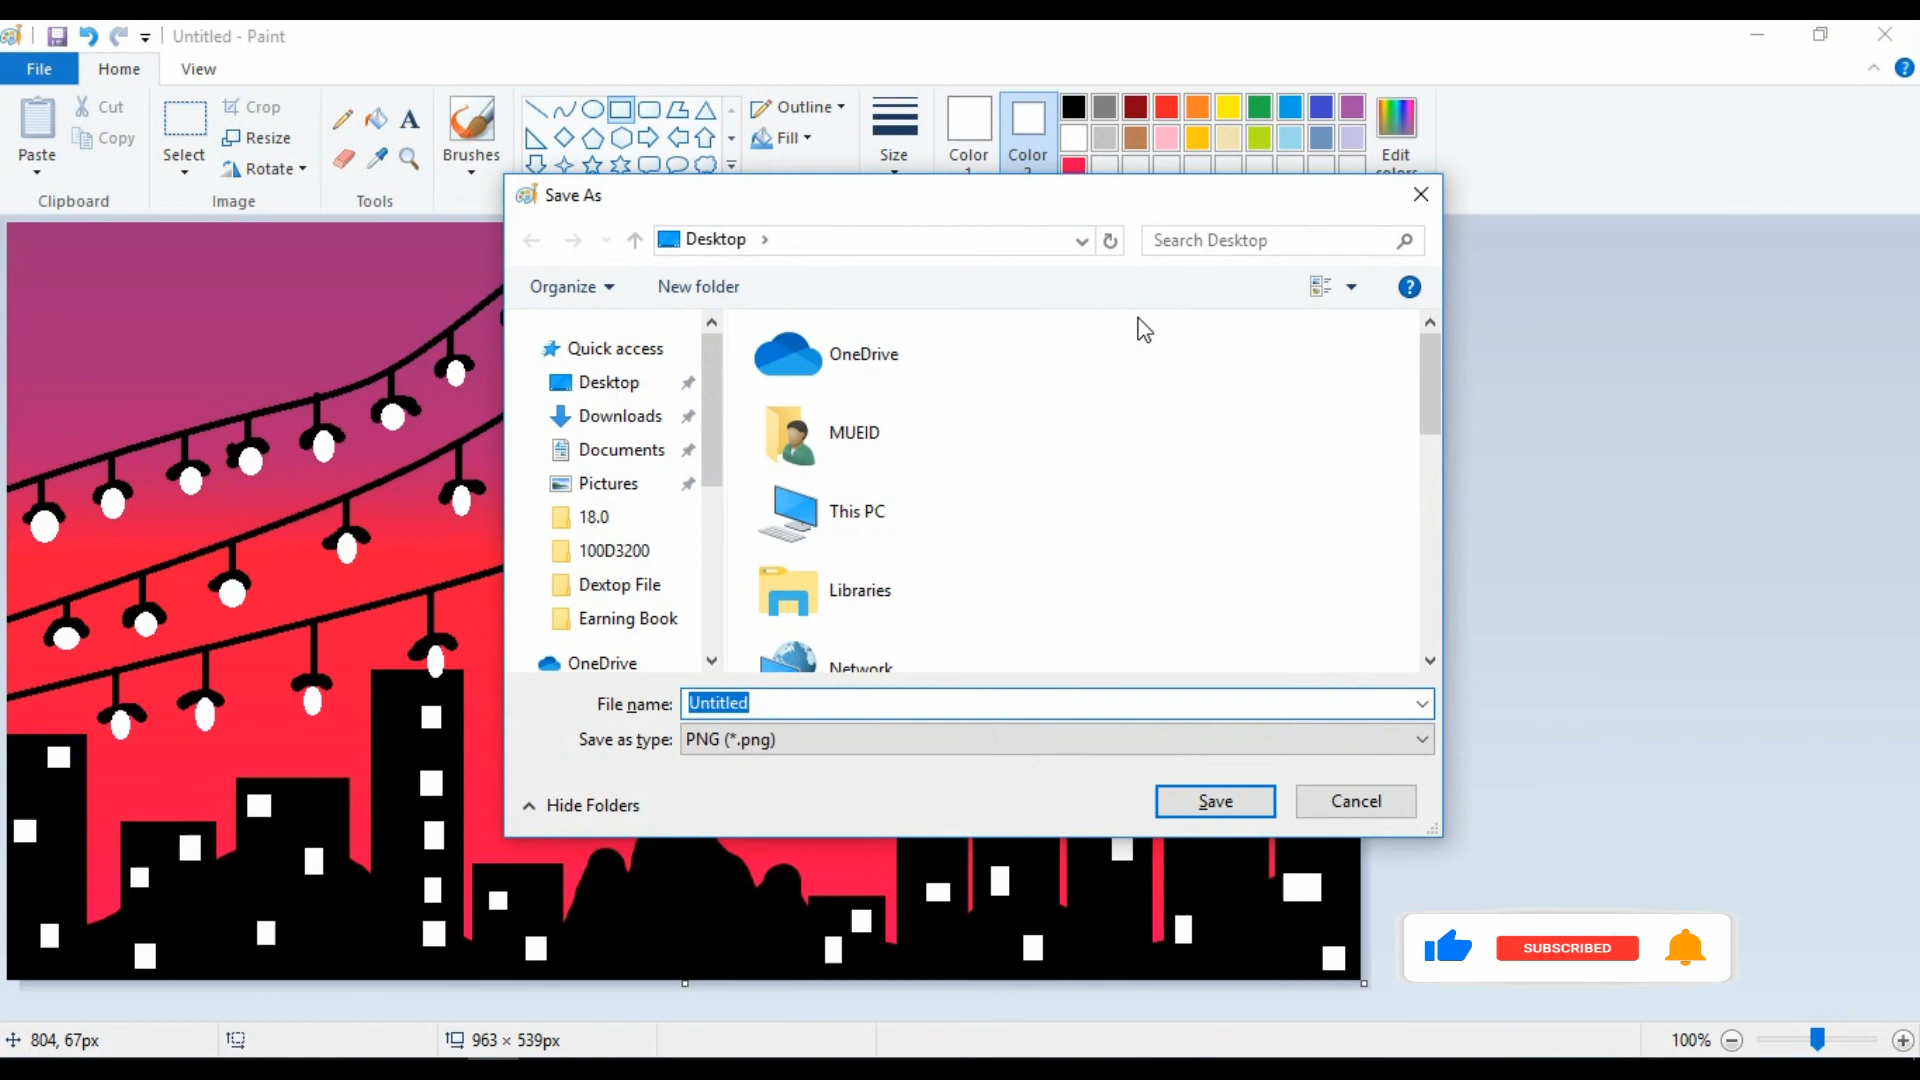 Untitled - Paint
File Home View
Paste
Cut
Copy
Clipboard
Select
Crop
Resize
Rotate
Image
A
Tools
Brushes
Outline
Fill
Size
Color
1
Color
Edit
Save As
Desktop
Search Desktop
Organize New folder
?
Quick access
Desktop
Downloads
Documents
Pictures
18.0
100D3200
Dextop File
Earning Book
OneDrive
OneDrive
MUEID
This PC
Libraries
Network
File name: Untitled
Save as type: PNG (*.png)
Hide Folders
Save
Cancel
SUBSCRIBED
804, 67px
963 × 539px
100%